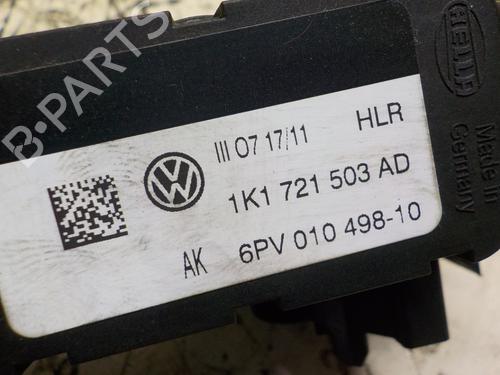 B-PARTS
HELLA
Made in
Germany
III 07 17/11 HLR
1K1 721 503 AD
AK 6PV 010 498-10